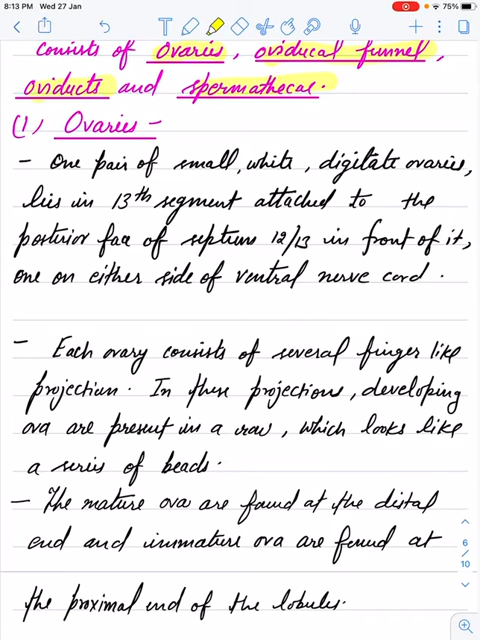 8:13 PM Wed 27 Jan
75%
consists of ovaries, oviducal funnel,
oviducts and spermathecae.
(1) Ovaries -
- One pair of small, white, digitate ovaries,
lies in 13th segment attached to the
posterior face of septum 12/13 in front of it,
one on either side of ventral nerve cord.
- Each ovary consists of several finger like
projection. In these projections, developing
ova are present in a row, which looks like
a series of beads.
- The mature ova are found at the distal
end and immature ova are found at
6
/
10
the proximal end of the lobules.